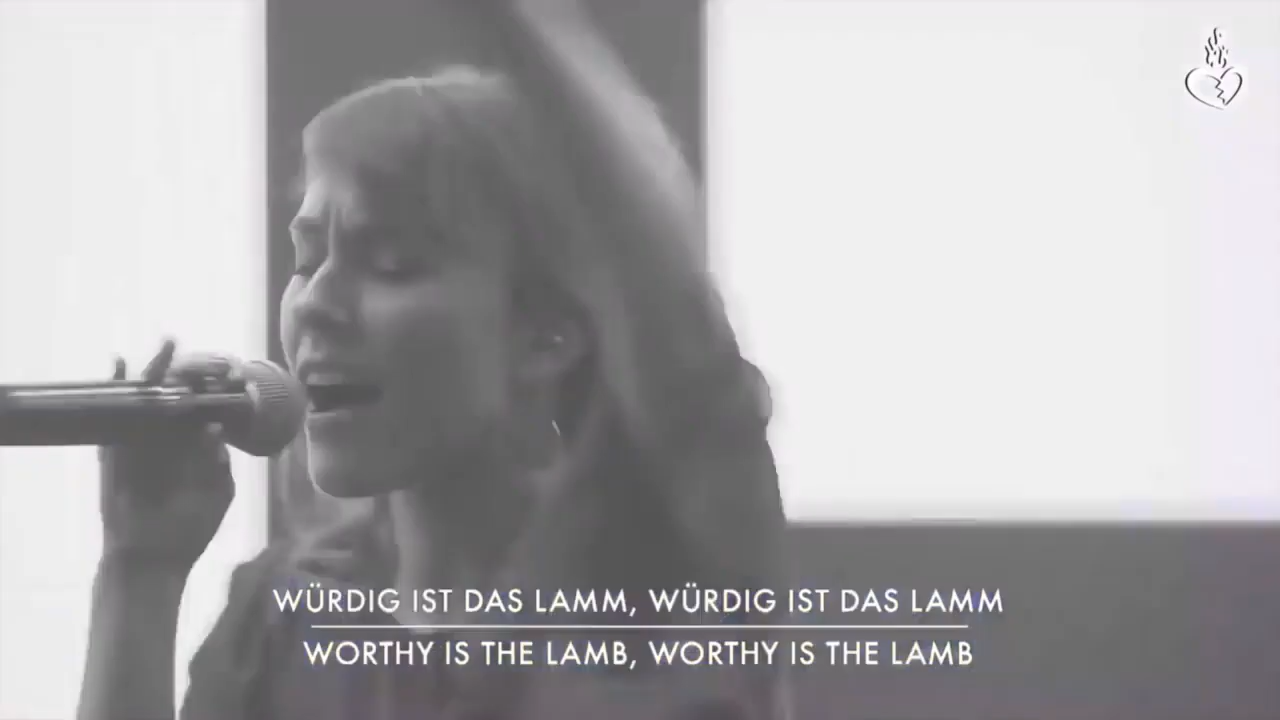 WÜRDIG IST DAS LAMM, WÜRDIG IST DAS LAMM
WORTHY IS THE LAMB, WORTHY IS THE LAMB